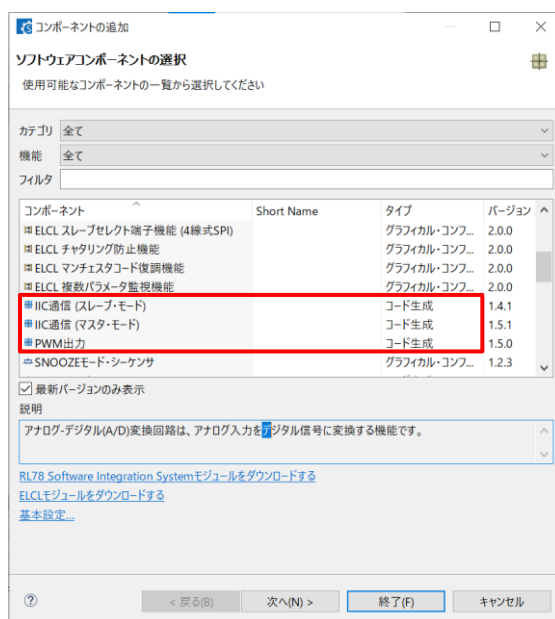 コンポーネントの追加
ソフトウェアコンポーネントの選択
使用可能なコンポーネントの一覧から選択してください
カテゴリ 全て
機能 全て
フィルタ
コンポーネント Short Name タイプ バージョン
ELCL スレーブセレクト端子機能 (4線式SPI) グラフィカル・コンフ... 2.0.0
ELCL チャタリング防止機能 グラフィカル・コンフ... 2.0.0
ELCL マンチェスタコード復調機能 グラフィカル・コンフ... 2.0.0
ELCL 複数パラメータ監視機能 グラフィカル・コンフ... 2.0.0
IIC通信 (スレーブ・モード) コード生成 1.4.1
IIC通信 (マスタ・モード) コード生成 1.5.1
PWM出力 コード生成 1.5.0
SNOOZEモード・シーケンサ グラフィカル・コンフ... 1.2.3
最新バージョンのみ表示
説明
アナログ-デジタル(A/D)変換回路は、アナログ入力をデジタル信号に変換する機能です。
RL78 Software Integration Systemモジュールをダウンロードする
ELCLモジュールをダウンロードする
基本設定...
< 戻る(B) 次へ(N) > 終了(F) キャンセル